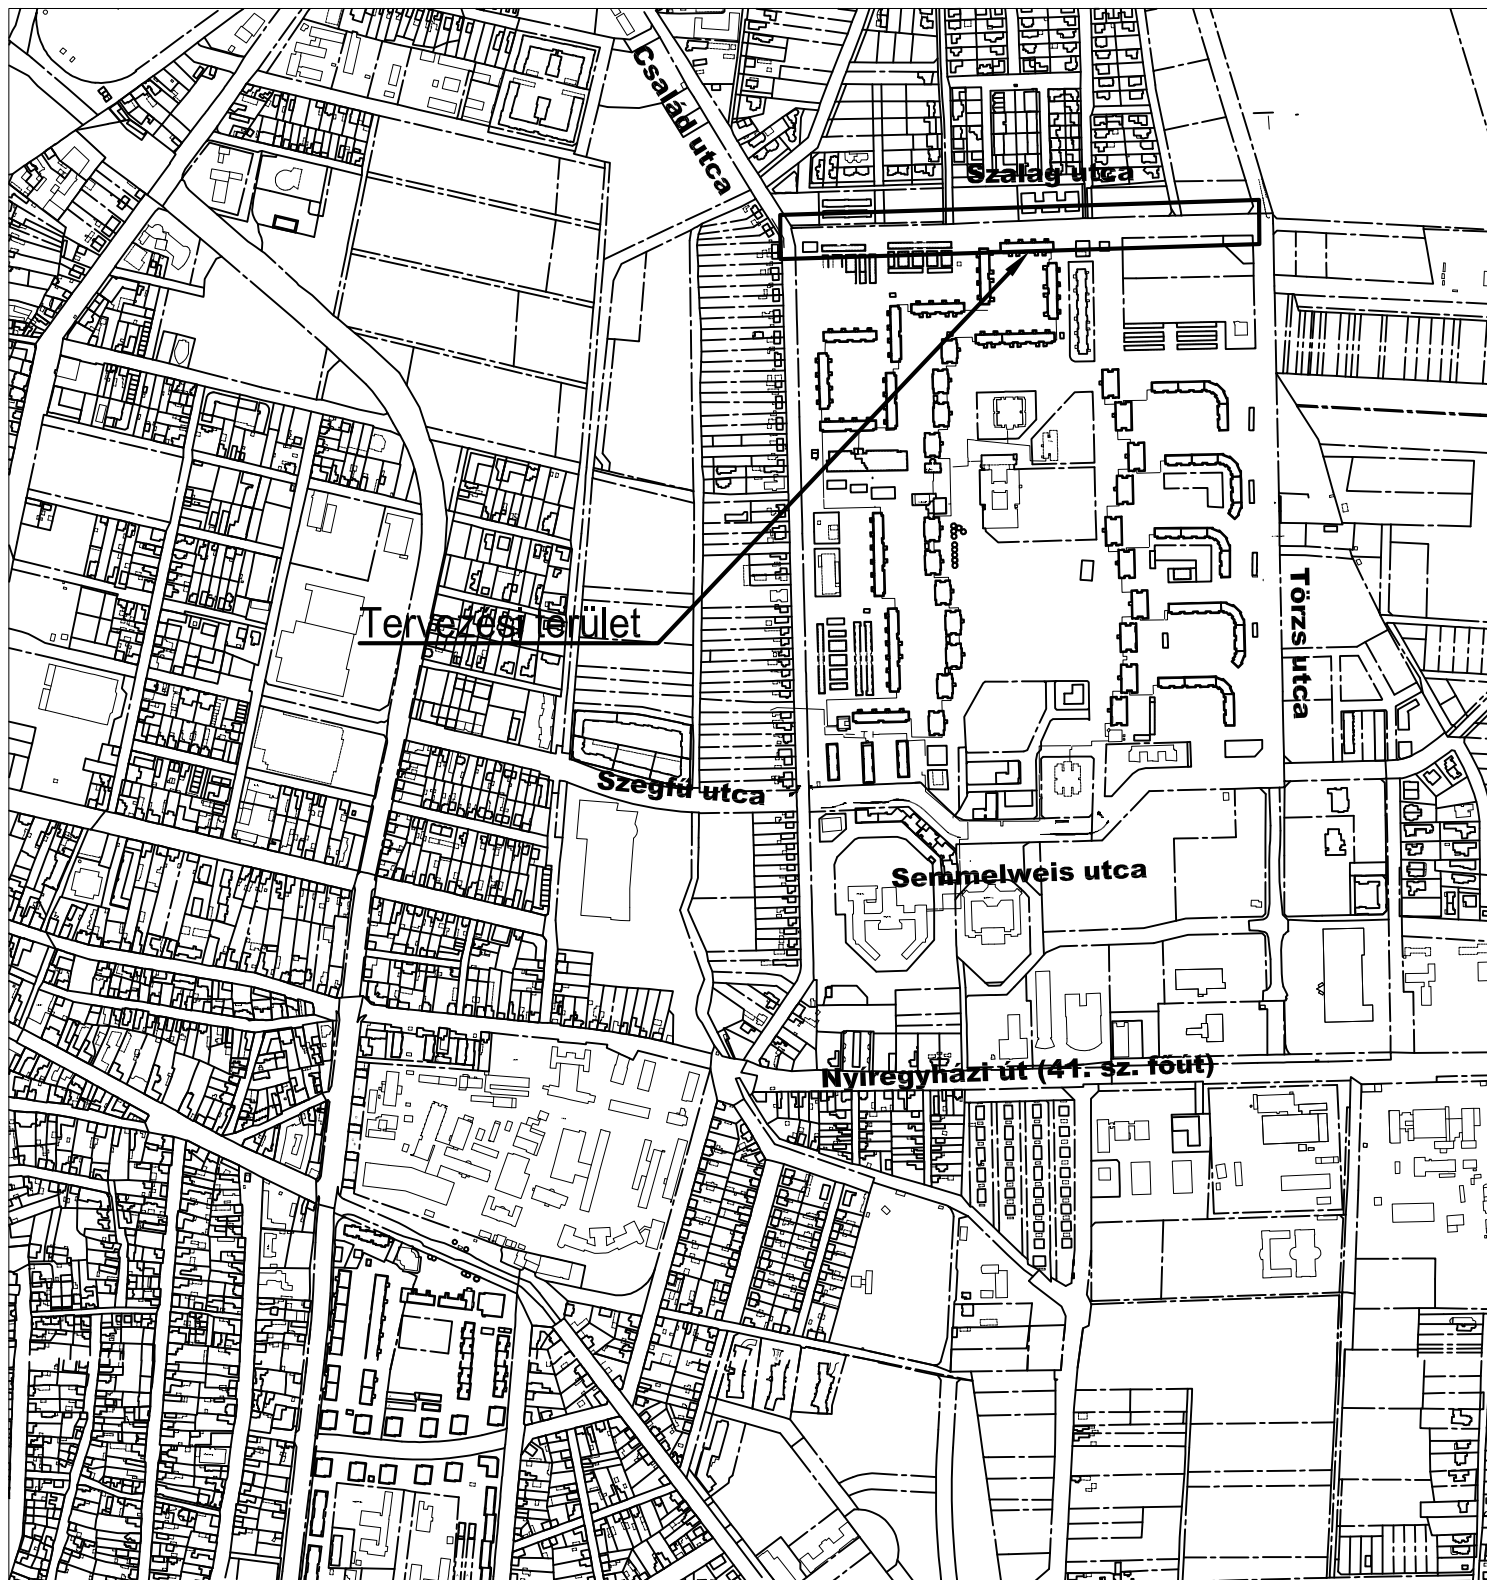 Család utca
Szalag utca
Tervezési terület
Törzs utca
Szegfű utca
Semmelweis utca
Nyíregyházi út (41. sz. főút)